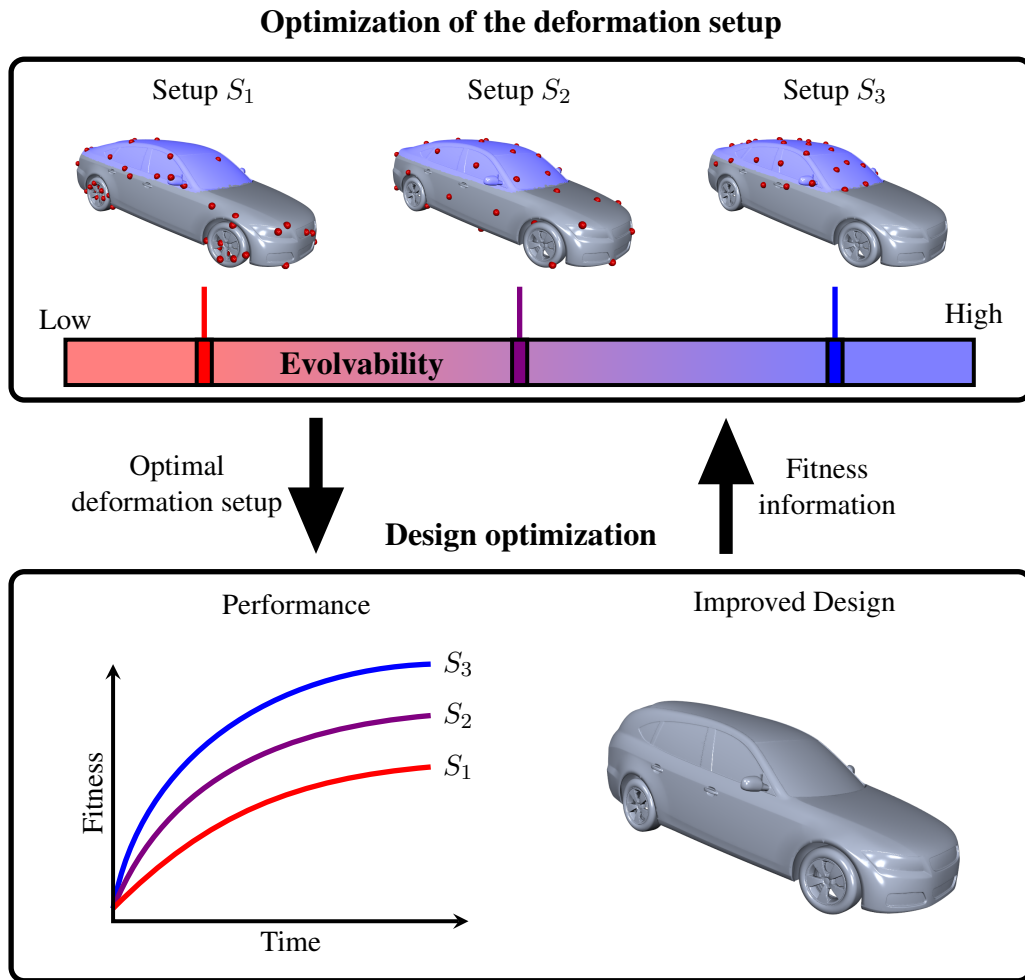 Optimization of the deformation setup
Setup S1
Setup S2
Setup S3
Low
High
Evolvability
Optimal
deformation setup
Fitness
information
Design optimization
Performance
Improved Design
S3
S2
S1
Fitness
Time